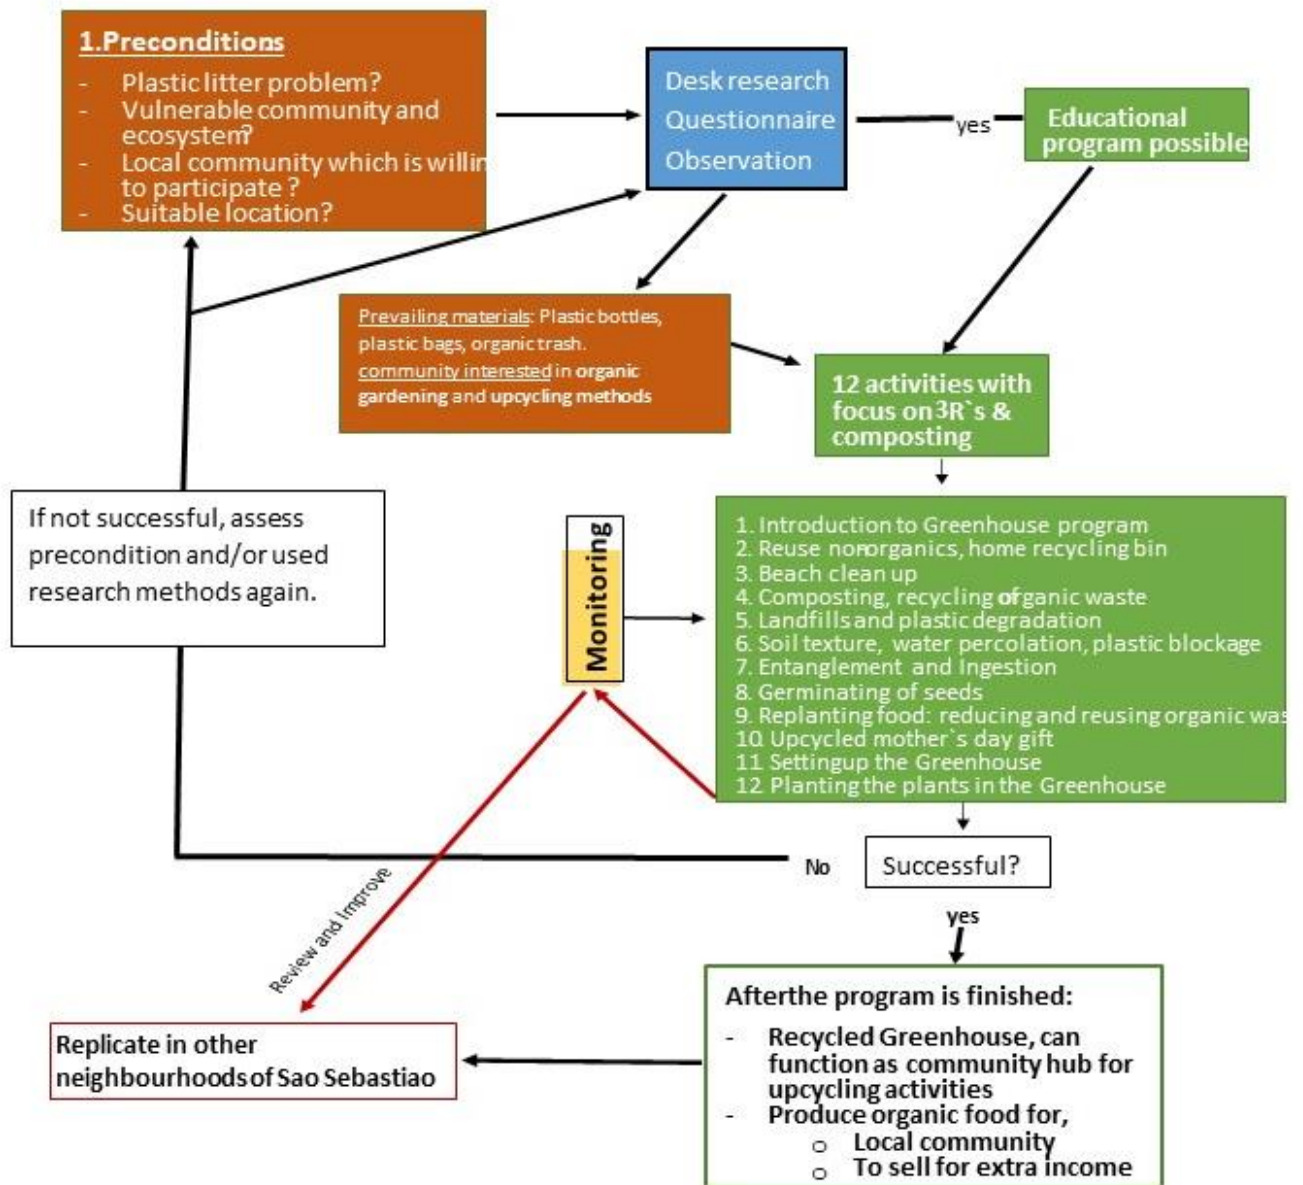 1.Preconditions
- Plastic litter problem?
- Vulnerable community and
ecosystem?
- Local community which is willin
to participate ?
- Suitable location?
Desk research
Questionnaire
Observation
yes
Educational
program possible
Prevailing materials: Plastic bottles,
plastic bags, organic trash.
community interested in organic
gardening and upcycling methods
12 activities with
focus on 3R`s &
composting
If not successful, assess
precondition and/or used
research methods again.
Monitoring
1. Introduction to Greenhouse program
2. Reuse nonorganics, home recycling bin
3. Beach clean up
4. Composting, recycling of organic waste
5. Landfills and plastic degradation
6. Soil texture, water percolation, plastic blockage
7. Entanglement and Ingestion
8. Germinating of seeds
9. Replanting food: reducing and reusing organic was
10. Upcycled mother`s day gift
11. Settingup the Greenhouse
12. Planting the plants in the Greenhouse
No
Successful?
yes
Review and Improve
Afterthe program is finished:
- Recycled Greenhouse, can
function as community hub for
upcycling activities
- Produce organic food for,
o Local community
o To sell for extra income
Replicate in other
neighbourhoods of Sao Sebastiao